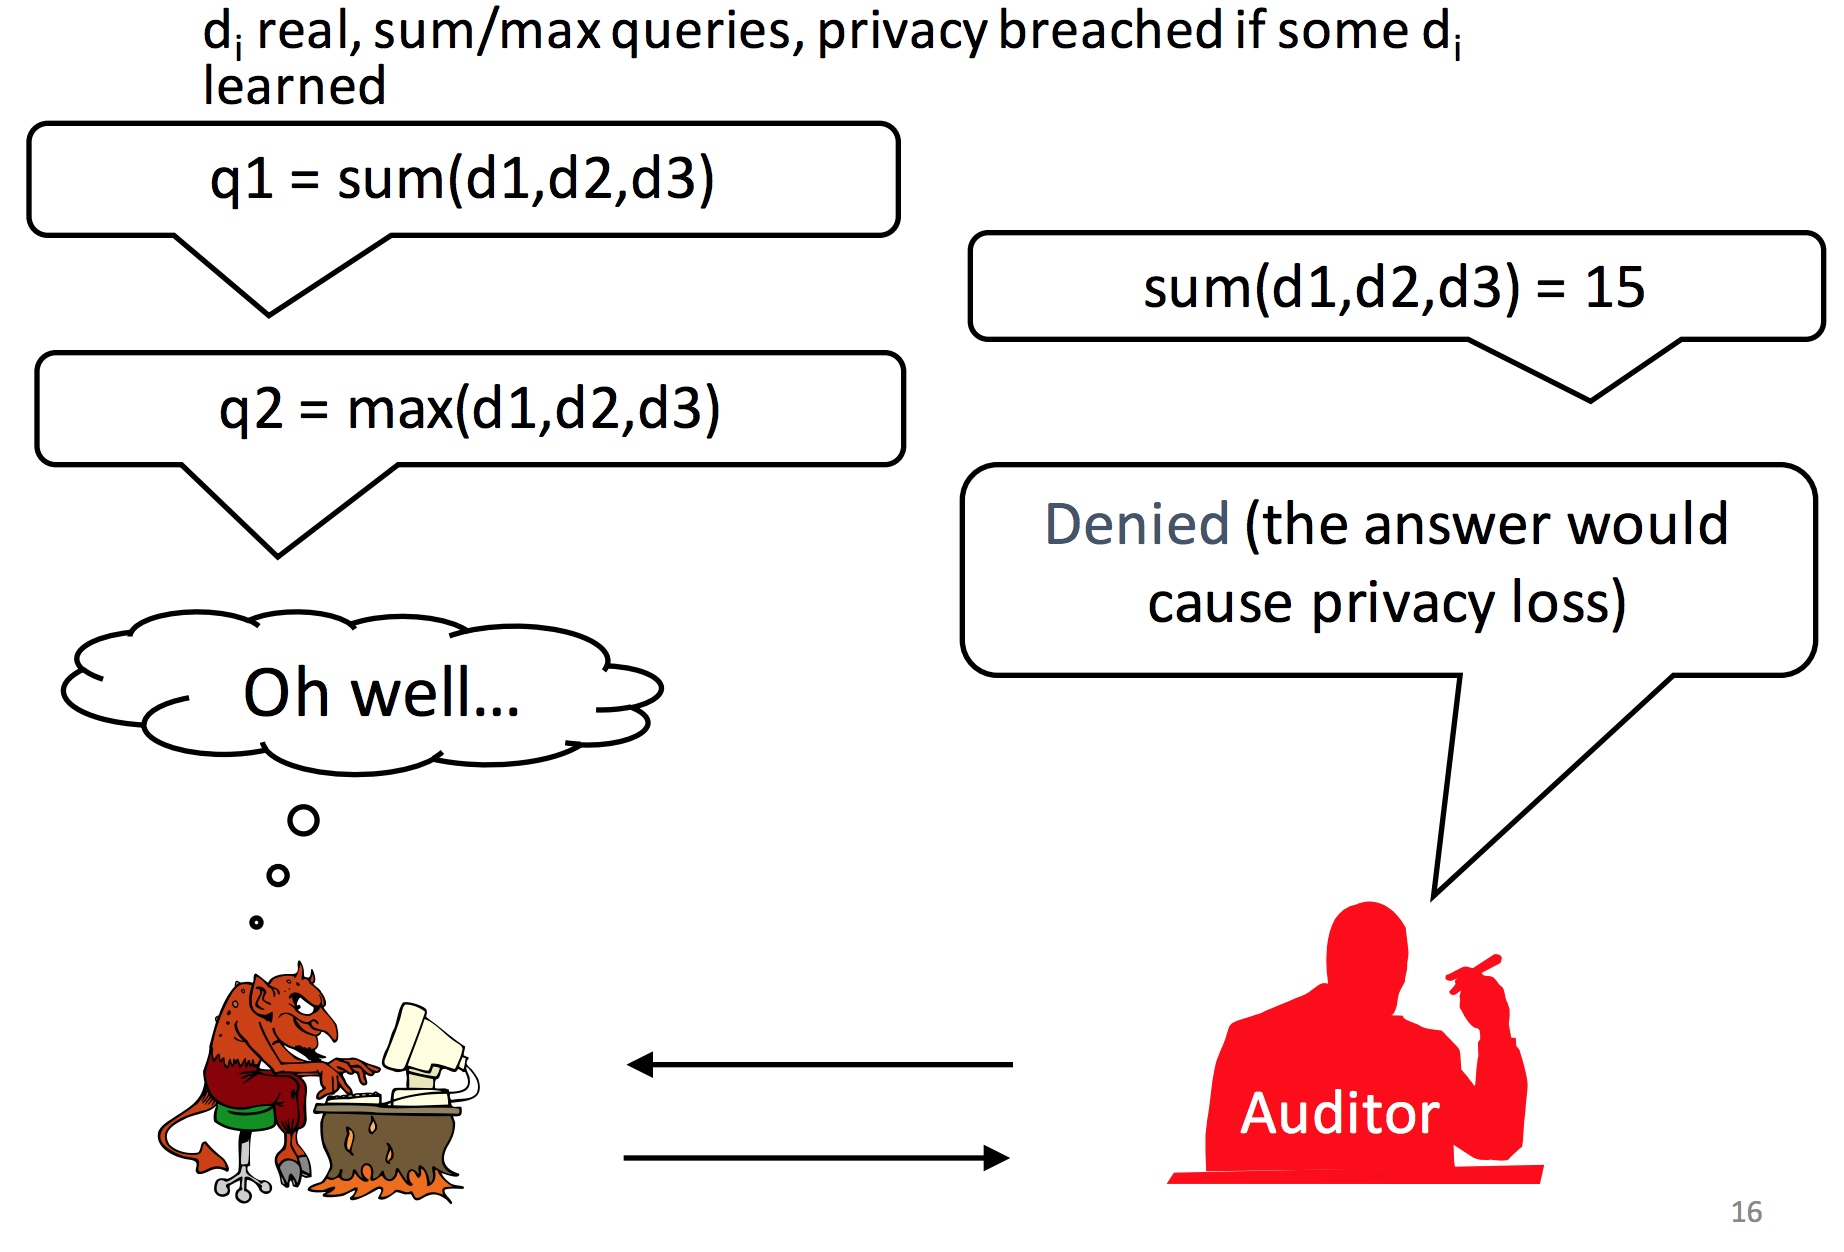 dᵢ real, sum/max queries, privacy breached if some dᵢ
learned
q1 = sum(d1,d2,d3)
sum(d1,d2,d3) = 15
q2 = max(d1,d2,d3)
Denied (the answer would
cause privacy loss)
Oh well...
Auditor
16